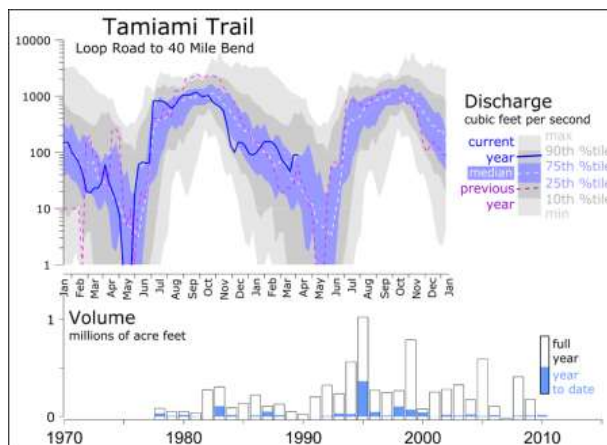 Tamiami Trail
Loop Road to 40 Mile Bend
10000
1000
100
10
1
Jan
Feb
Mar
Apr
May
Jun
Jul
Aug
Sep
Oct
Nov
Dec
Jan
Feb
Mar
Apr
May
Jun
Jul
Aug
Sep
Oct
Nov
Dec
Jan
Discharge
cubic feet per second
current
year
median
previous
year
max
90th %tile
75th %tile
25th %tile
10th %tile
min
Volume
millions of acre feet
1
0
full
year
year
to date
1970
1980
1990
2000
2010